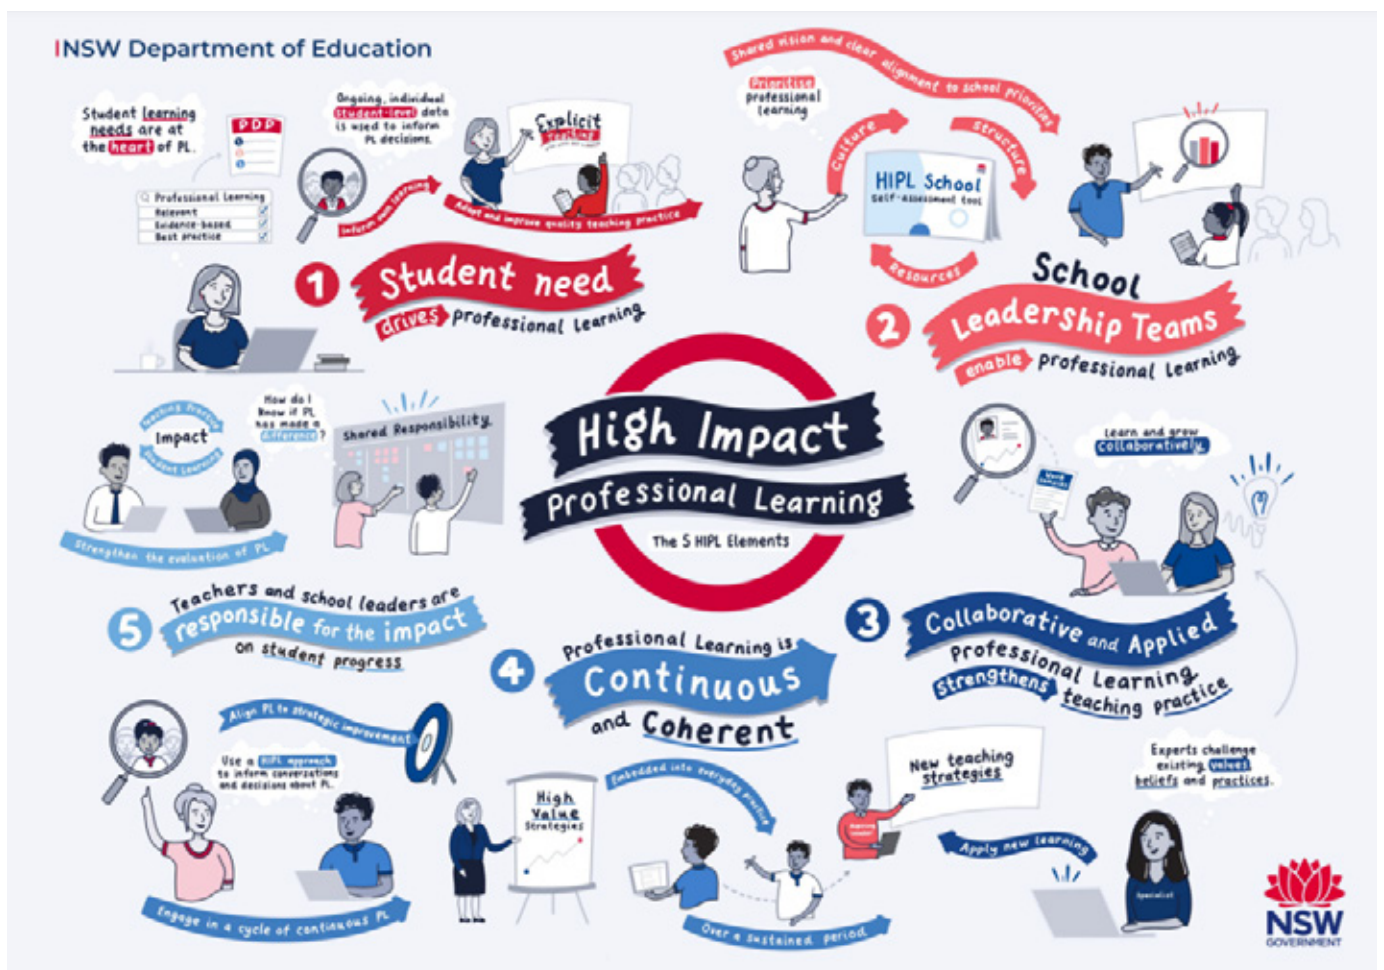 NSW Department of Education
Student learning
needs are at
the heart of PL.
PDP
Professional Learning
Relevant
Evidence-based
Best practice
Ongoing, individual
student-level data
is used to inform
PL decisions.
Explicit
teaching
Inform own learning
Adapt and improve quality teaching practice
1
Student need
drives professional learning
Shared vision and clear alignment to school priorities
Prioritise
professional
learning
Culture
Structure
Resources
HIPL School
Self-Assessment tool
2
School
Leadership Teams
enable professional learning
High Impact
Professional Learning
The 5 HIPL Elements
Learn and grow
collaboratively.
3
Collaborative and Applied
Professional Learning
strengthens teaching practice
Experts challenge
existing values,
beliefs and practices.
Apply new learning
Specialist
New teaching
strategies
4
Professional Learning is
Continuous
and Coherent
Embedded into everyday practice
High
Value
Strategies
Over a sustained period
5
Teachers and school leaders are
responsible for the impact
on student progress
Teaching Practice
Impact
Student Learning
How do I
know if PL
has made a
difference?
Shared Responsibility.
Strengthen the evaluation of PL
Align PL to strategic improvement
Use a HIPL approach
to inform conversations
and decisions about PL.
Engage in a cycle of continuous PL
NSW
GOVERNMENT